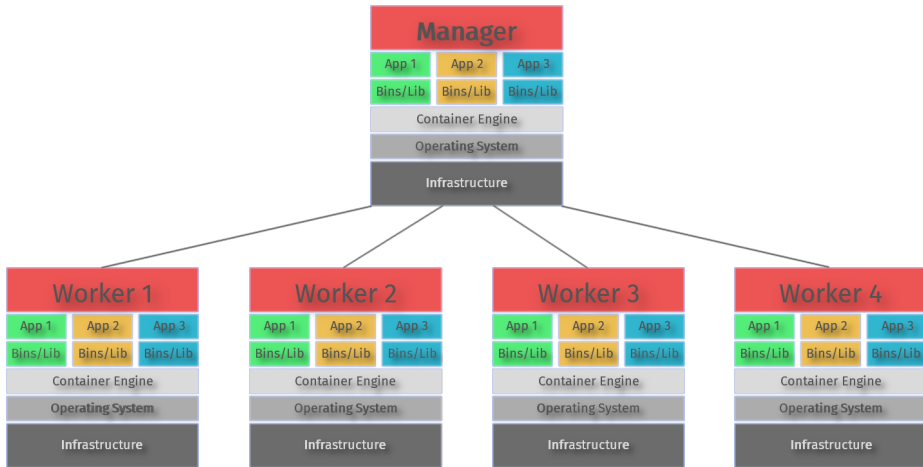 Manager
App 1 App 2 App 3
Bins/Lib Bins/Lib Bins/Lib
Container Engine
Operating System
Infrastructure
Worker 1 Worker 2 Worker 3 Worker 4
App 1 App 2 App 3 App 1 App 2 App 3 App 1 App 2 App 3 App 1 App 2 App 3
Bins/Lib Bins/Lib Bins/Lib Bins/Lib Bins/Lib Bins/Lib Bins/Lib Bins/Lib Bins/Lib Bins/Lib Bins/Lib Bins/Lib
Container Engine Container Engine Container Engine Container Engine
Operating System Operating System Operating System Operating System
Infrastructure Infrastructure Infrastructure Infrastructure